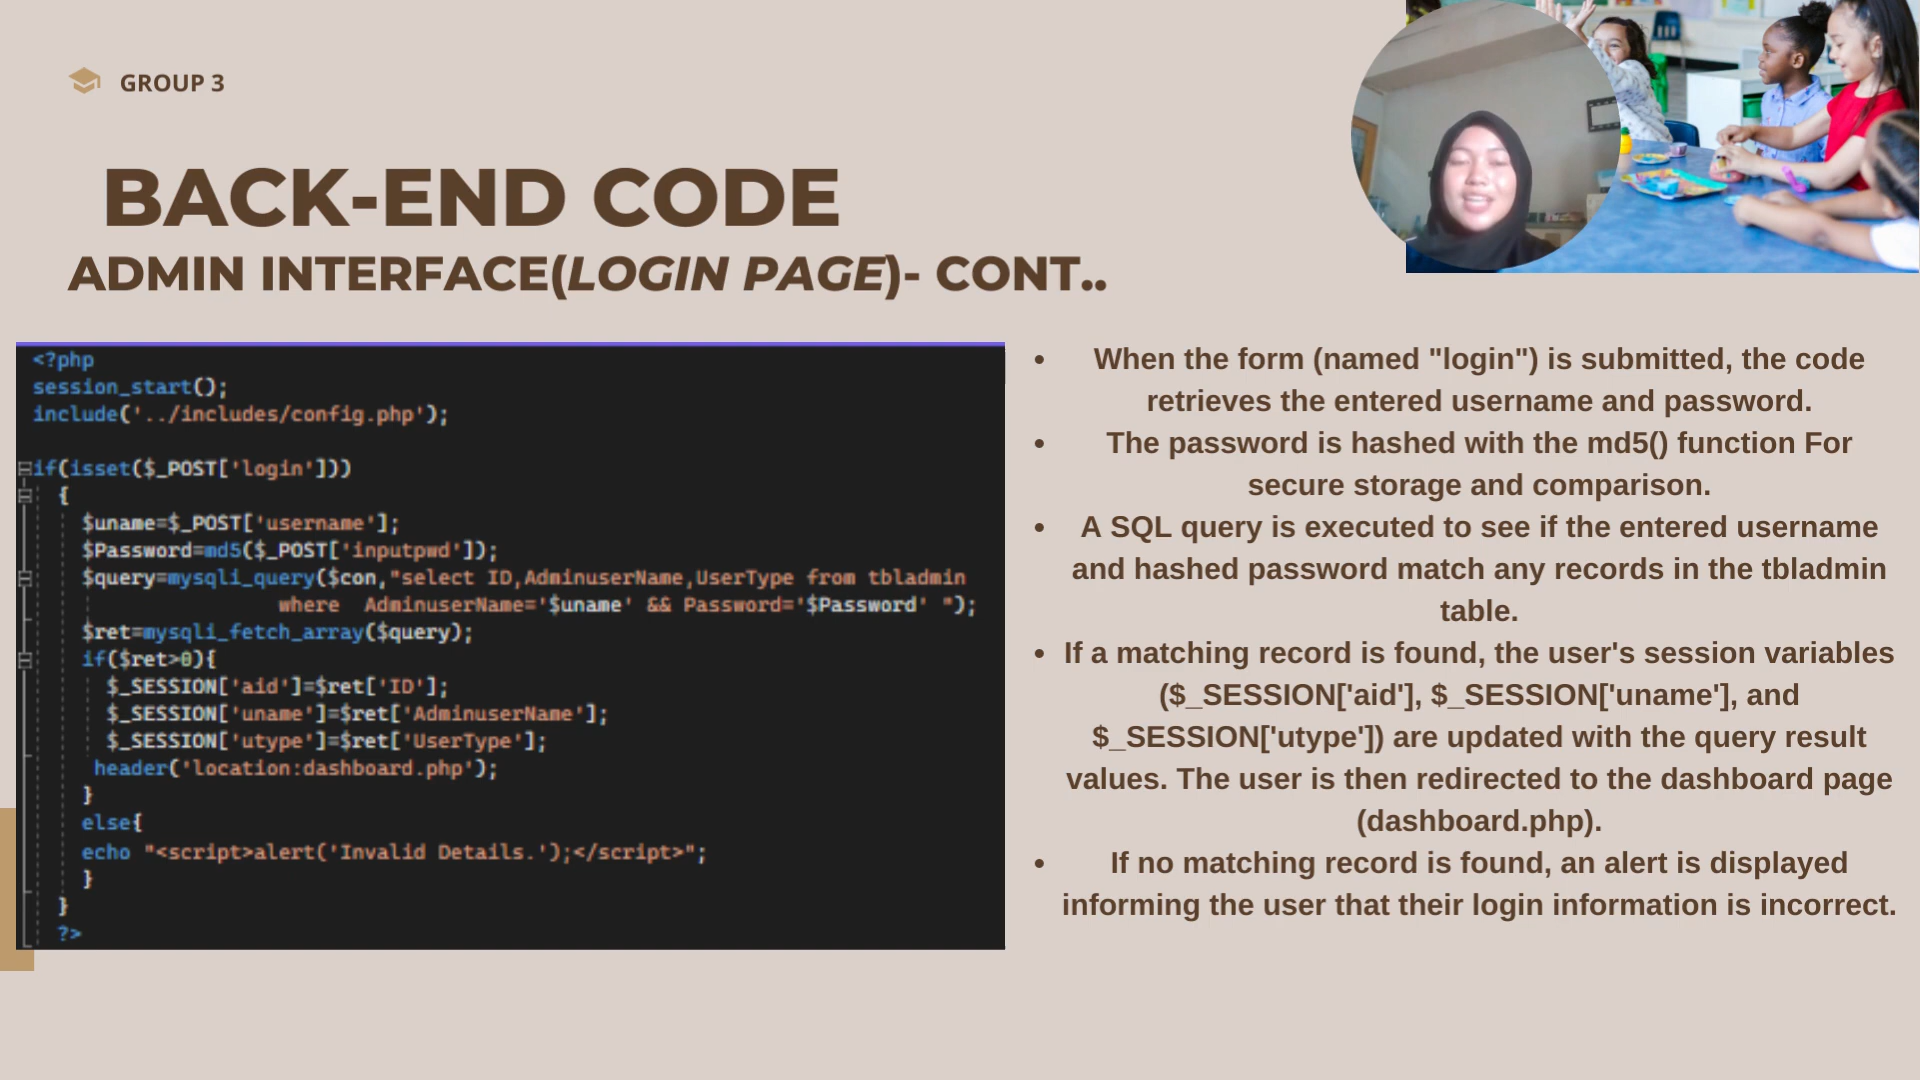 GROUP 3
BACK-END CODE
ADMIN INTERFACE(LOGIN PAGE)- CONT..
<?php
session_start();
include('../includes/config.php');
if(isset($_POST['login']))
{
$uname=$_POST['username'];
$Password=md5($_POST['inputpwd']);
$query=mysqli_query($con,"select ID,AdminuserName,UserType from tbladmin
where  AdminuserName='$uname' && Password='$Password' ");
$ret=mysqli_fetch_array($query);
if($ret>0){
$_SESSION['aid']=$ret['ID'];
$_SESSION['uname']=$ret['AdminuserName'];
$_SESSION['utype']=$ret['UserType'];
header('location:dashboard.php');
}
else{
echo "<script>alert('Invalid Details.');</script>";
}
}
?>
• When the form (named "login") is submitted, the code
retrieves the entered username and password.
• The password is hashed with the md5() function For
secure storage and comparison.
• A SQL query is executed to see if the entered username
and hashed password match any records in the tbladmin
table.
• If a matching record is found, the user's session variables
($_SESSION['aid'], $_SESSION['uname'], and
$_SESSION['utype']) are updated with the query result
values. The user is then redirected to the dashboard page
(dashboard.php).
• If no matching record is found, an alert is displayed
informing the user that their login information is incorrect.